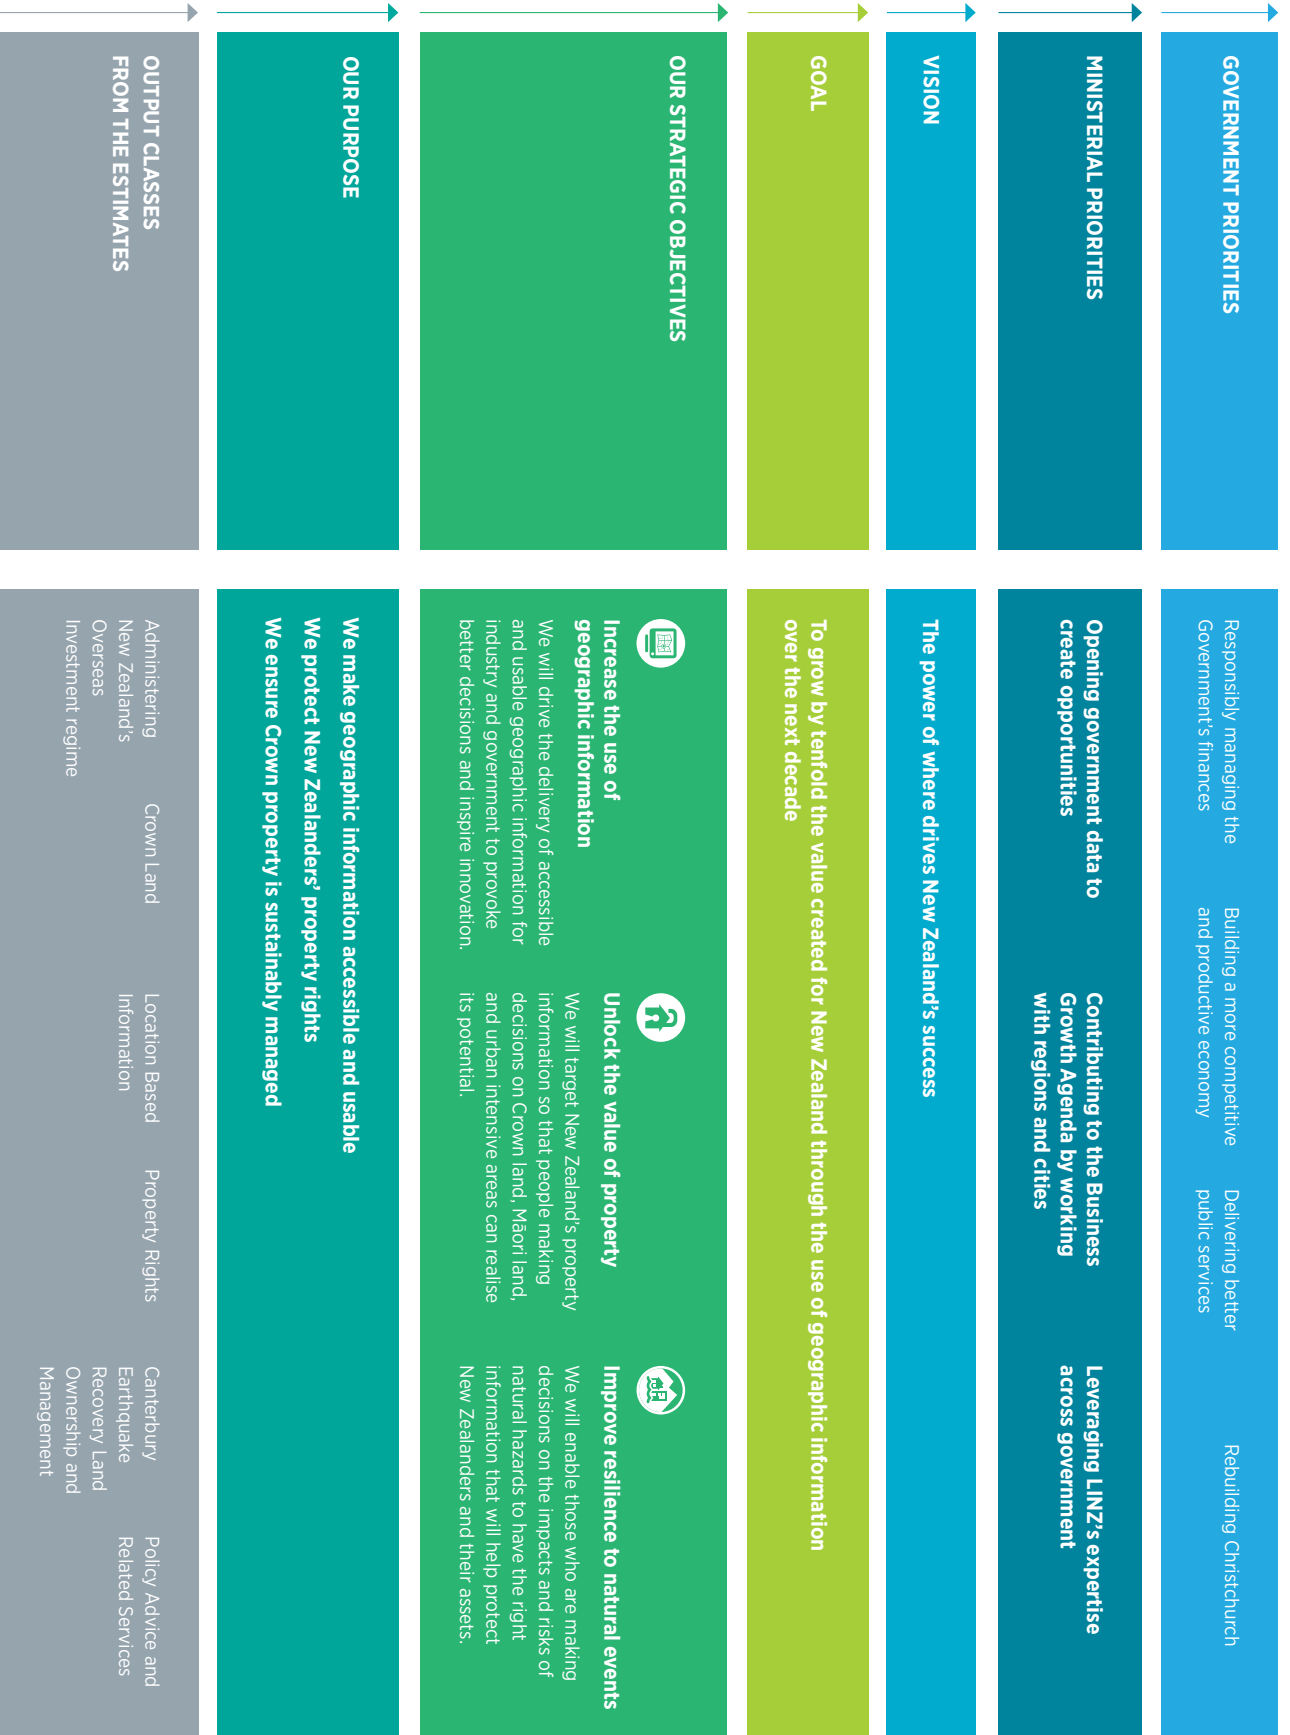 GOVERNMENT PRIORITIES
Responsibly managing the
Government's finances
Building a more competitive
and productive economy
Delivering better
public services
Rebuilding Christchurch
MINISTERIAL PRIORITIES
Opening government data to
create opportunities
Contributing to the Business
Growth Agenda by working
with regions and cities
Leveraging LINZ's expertise
across government
VISION
The power of where drives New Zealand's success
GOAL
To grow by tenfold the value created for New Zealand through the use of geographic information
over the next decade
OUR STRATEGIC OBJECTIVES
Increase the use of
geographic information
We will drive the delivery of accessible
and usable geographic information for
industry and government to provoke
better decisions and inspire innovation.
Unlock the value of property
We will target New Zealand's property
information so that people making
decisions on Crown land, Māori land,
and urban intensive areas can realise
its potential.
Improve resilience to natural events
We will enable those who are making
decisions on the impacts and risks of
natural hazards to have the right
information that will help protect
New Zealanders and their assets.
OUR PURPOSE
We make geographic information accessible and usable
We protect New Zealanders' property rights
We ensure Crown property is sustainably managed
OUTPUT CLASSES
FROM THE ESTIMATES
Administering
New Zealand's
Overseas
Investment regime
Crown Land
Location Based
Information
Property Rights
Canterbury
Earthquake
Recovery Land
Ownership and
Management
Policy Advice and
Related Services